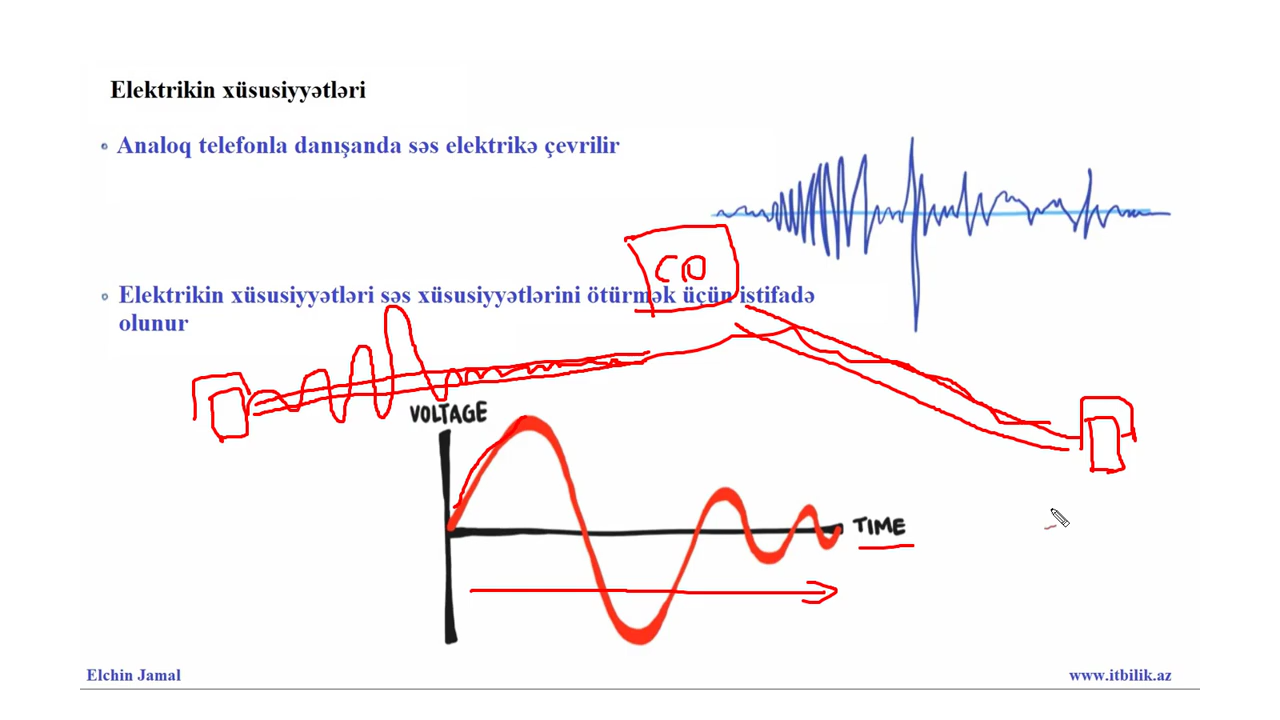 Elektrikin xüsusiyyətləri
Analoq telefonla danışanda səs elektrikə çevrilir
CO
Elektrikin xüsusiyyətləri səs xüsusiyyətlərini ötürmək üçün istifadə
olunur
VOLTAGE
TIME
Elchin Jamal
www.itbilik.az